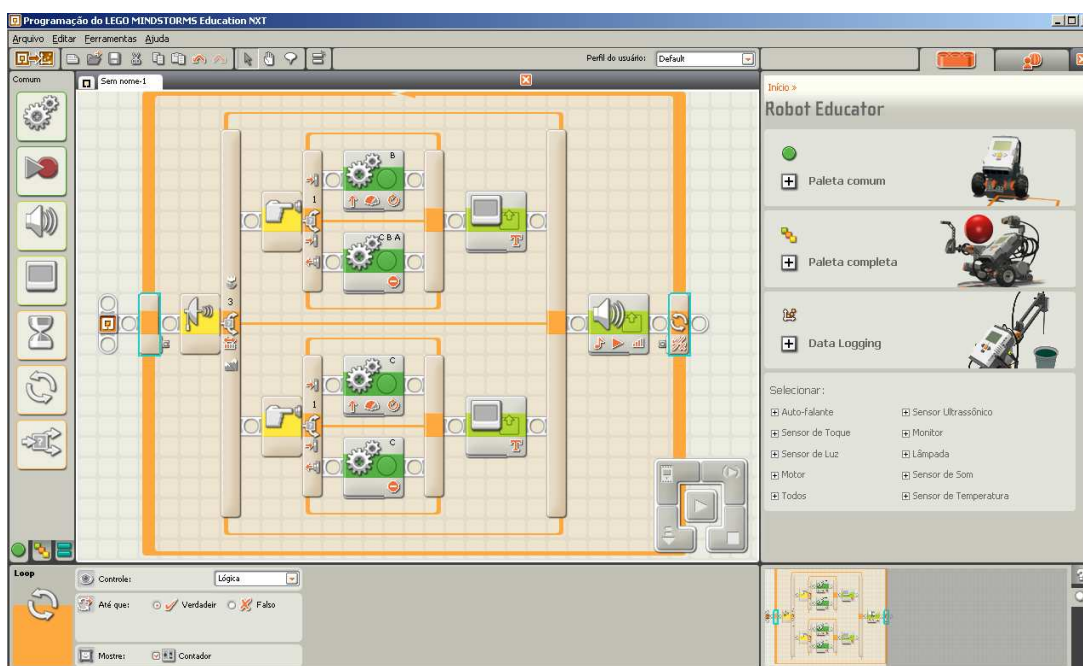 Programação do LEGO MINDSTORMS Education NXT
Arquivo Editar Ferramentas Ajuda
Perfil do usuário: Default
Comum
Sem nome-1
B
1
C B A
3
C
1
C
Início »
Robot Educator
Paleta comum
Paleta completa
Data Logging
Selecionar:
Auto-falante
Sensor Ultrassônico
Sensor de Toque
Monitor
Sensor de Luz
Lâmpada
Motor
Sensor de Som
Todos
Sensor de Temperatura
Loop
Controle: Lógica
Até que: Verdadeir Falso
Mostre: Contador